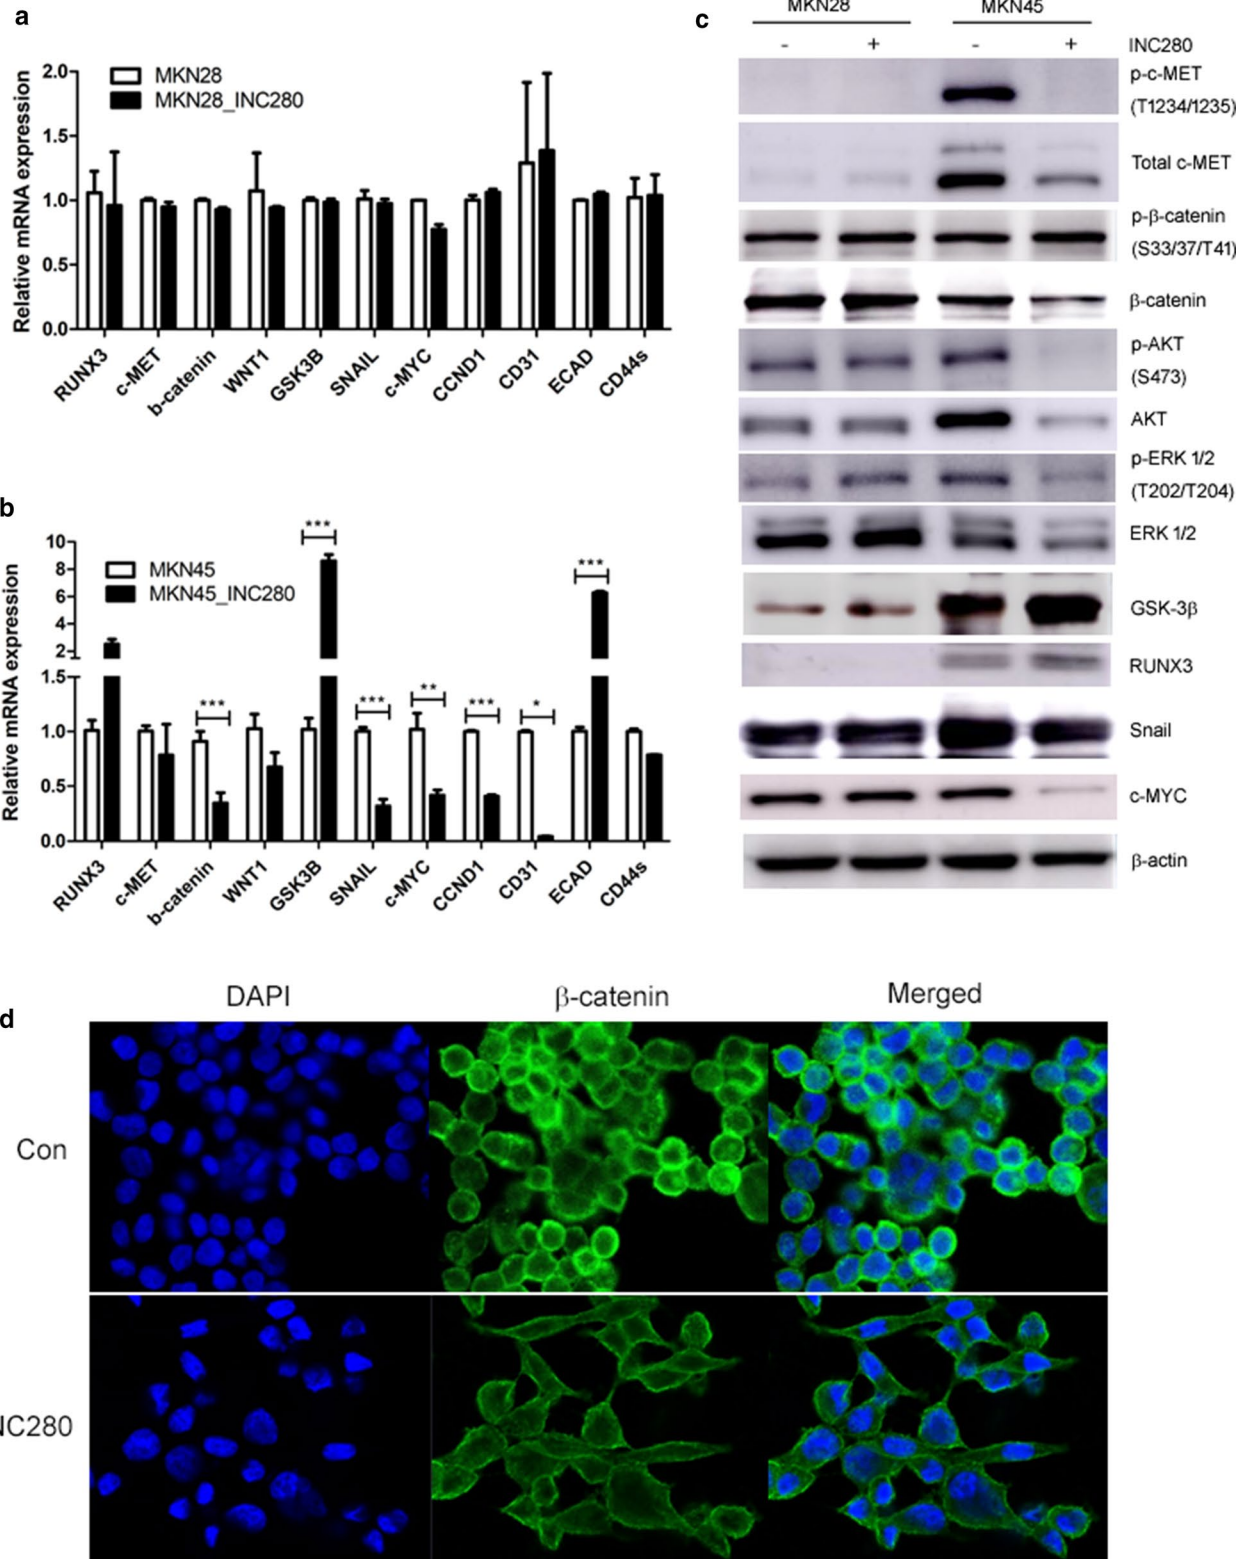 a
2.0
1.5
1.0
0.5
0.0
Relative mRNA expression
MKN28
MKN28_INC280
RUNX3
c-MET
b-catenin
WNT1
GSK3B
SNAIL
c-MYC
CCND1
CD31
ECAD
CD44s
b
10
8
6
4
2
1.5
1.0
0.5
0.0
Relative mRNA expression
MKN45
MKN45_INC280
***
***
***
**
***
*
***
RUNX3
c-MET
b-catenin
WNT1
GSK3B
SNAIL
c-MYC
CCND1
CD31
ECAD
CD44s
c
MKN28 MKN45
- + - + INC280
p-c-MET
(T1234/1235)
Total c-MET
p-β-catenin
(S33/37/T41)
β-catenin
p-AKT
(S473)
AKT
p-ERK 1/2
(T202/T204)
ERK 1/2
GSK-3β
RUNX3
Snail
c-MYC
β-actin
d
DAPI β-catenin Merged
Con
NC280